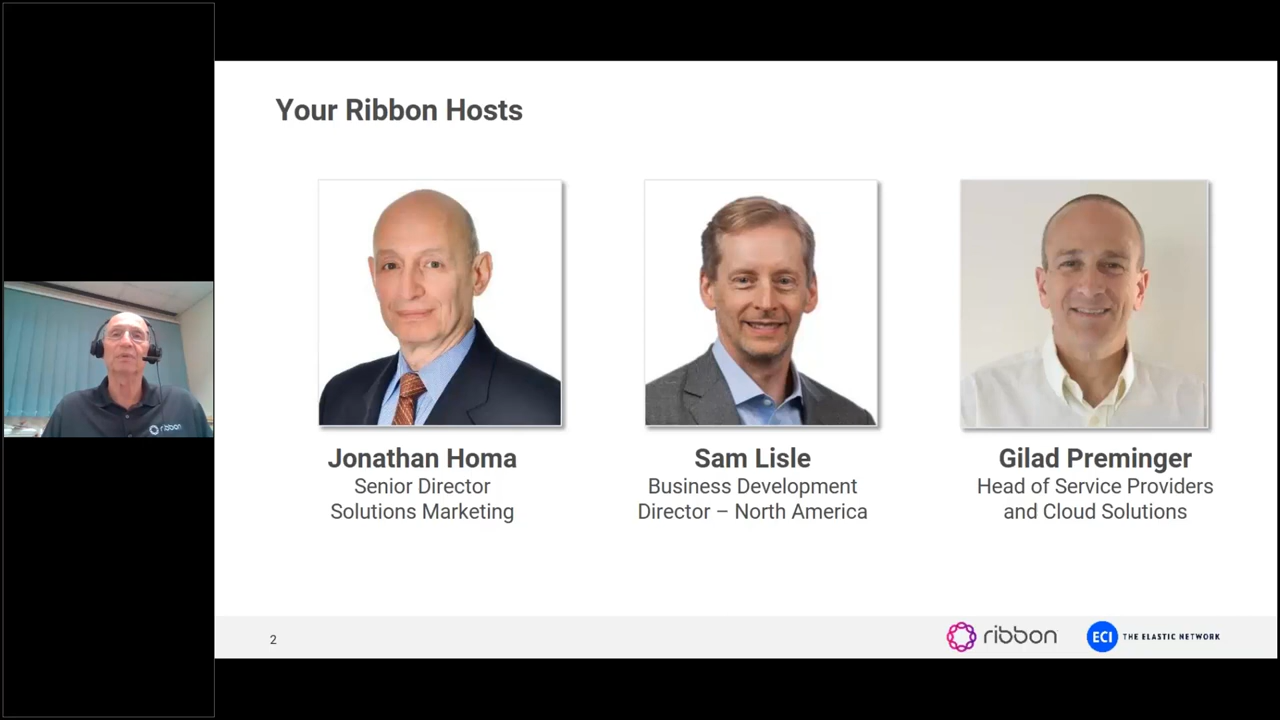 Your Ribbon Hosts
Jonathan Homa
Senior Director
Solutions Marketing
Sam Lisle
Business Development
Director – North America
Gilad Preminger
Head of Service Providers
and Cloud Solutions
ribbon
2
ribbon
ECI THE ELASTIC NETWORK